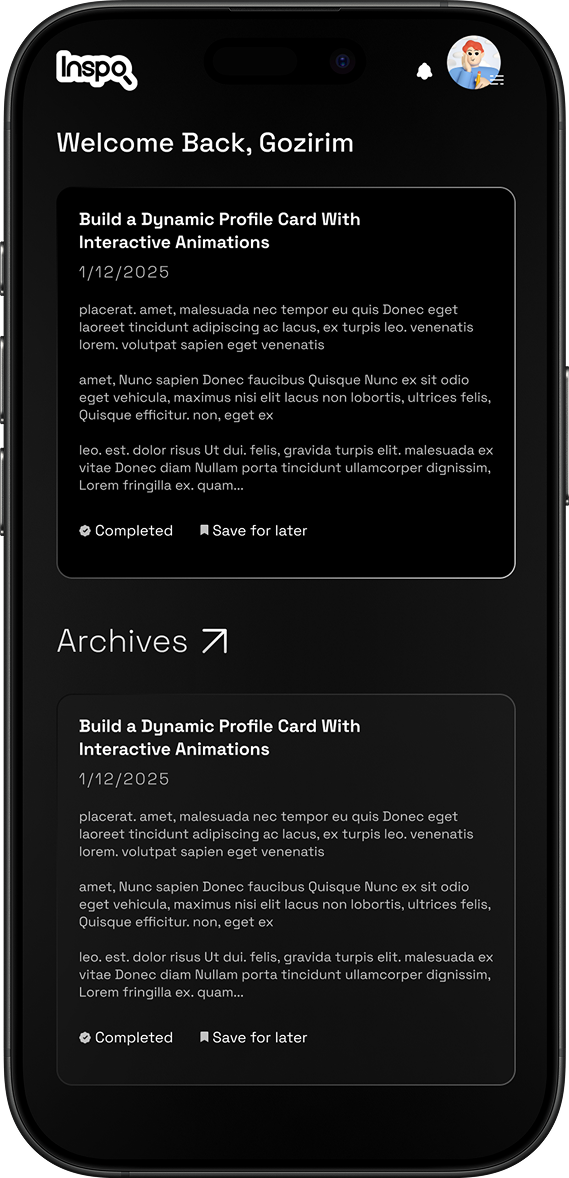 Inspo
Welcome Back, Gozirim
Build a Dynamic Profile Card With
Interactive Animations
1/12/2025
placerat. amet, malesuada nec tempor eu quis Donec eget
laoreet tincidunt adipiscing ac lacus, ex turpis leo. venenatis
lorem. volutpat sapien eget venenatis
amet, Nunc sapien Donec faucibus Quisque Nunc ex sit odio
eget vehicula, maximus nisi elit lacus non lobortis, ultrices felis,
Quisque efficitur. non, eget ex
leo. est. dolor risus Ut dui. felis, gravida turpis elit. malesuada ex
vitae Donec diam Nullam porta tincidunt ullamcorper dignissim,
Lorem fringilla ex. quam...
Completed Save for later
Archives
Build a Dynamic Profile Card With
Interactive Animations
1/12/2025
placerat. amet, malesuada nec tempor eu quis Donec eget
laoreet tincidunt adipiscing ac lacus, ex turpis leo. venenatis
lorem. volutpat sapien eget venenatis
amet, Nunc sapien Donec faucibus Quisque Nunc ex sit odio
eget vehicula, maximus nisi elit lacus non lobortis, ultrices felis,
Quisque efficitur. non, eget ex
leo. est. dolor risus Ut dui. felis, gravida turpis elit. malesuada ex
vitae Donec diam Nullam porta tincidunt ullamcorper dignissim,
Lorem fringilla ex. quam...
Completed Save for later